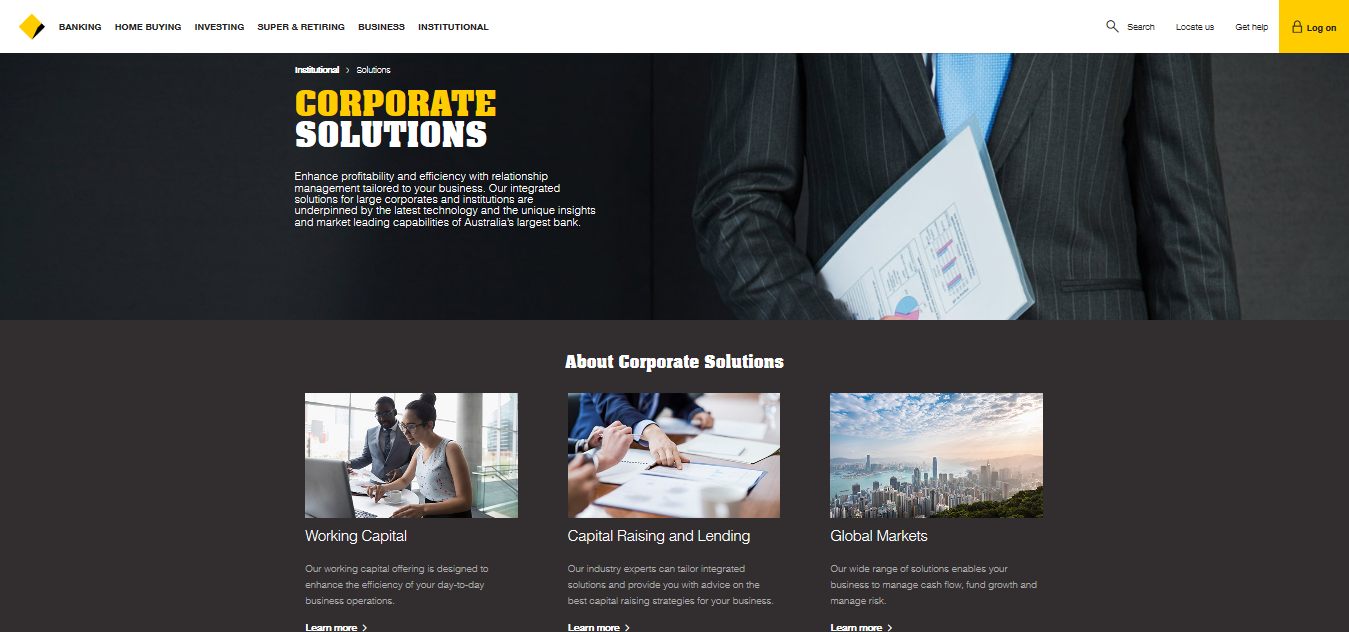 BANKING HOME BUYING INVESTING SUPER & RETIRING BUSINESS INSTITUTIONAL Search Locate us Get help Log on
Institutional > Solutions
CORPORATE
SOLUTIONS
Enhance profitability and efficiency with relationship
management tailored to your business. Our integrated
solutions for large corporates and institutions are
underpinned by the latest technology and the unique insights
and market leading capabilities of Australia's largest bank.
About Corporate Solutions
Working Capital
Our working capital offering is designed to
enhance the efficiency of your day-to-day
business operations.
Learn more >
Capital Raising and Lending
Our industry experts can tailor integrated
solutions and provide you with advice on the
best capital raising strategies for your business.
Learn more >
Global Markets
Our wide range of solutions enables your
business to manage cash flow, fund growth and
manage risk.
Learn more >